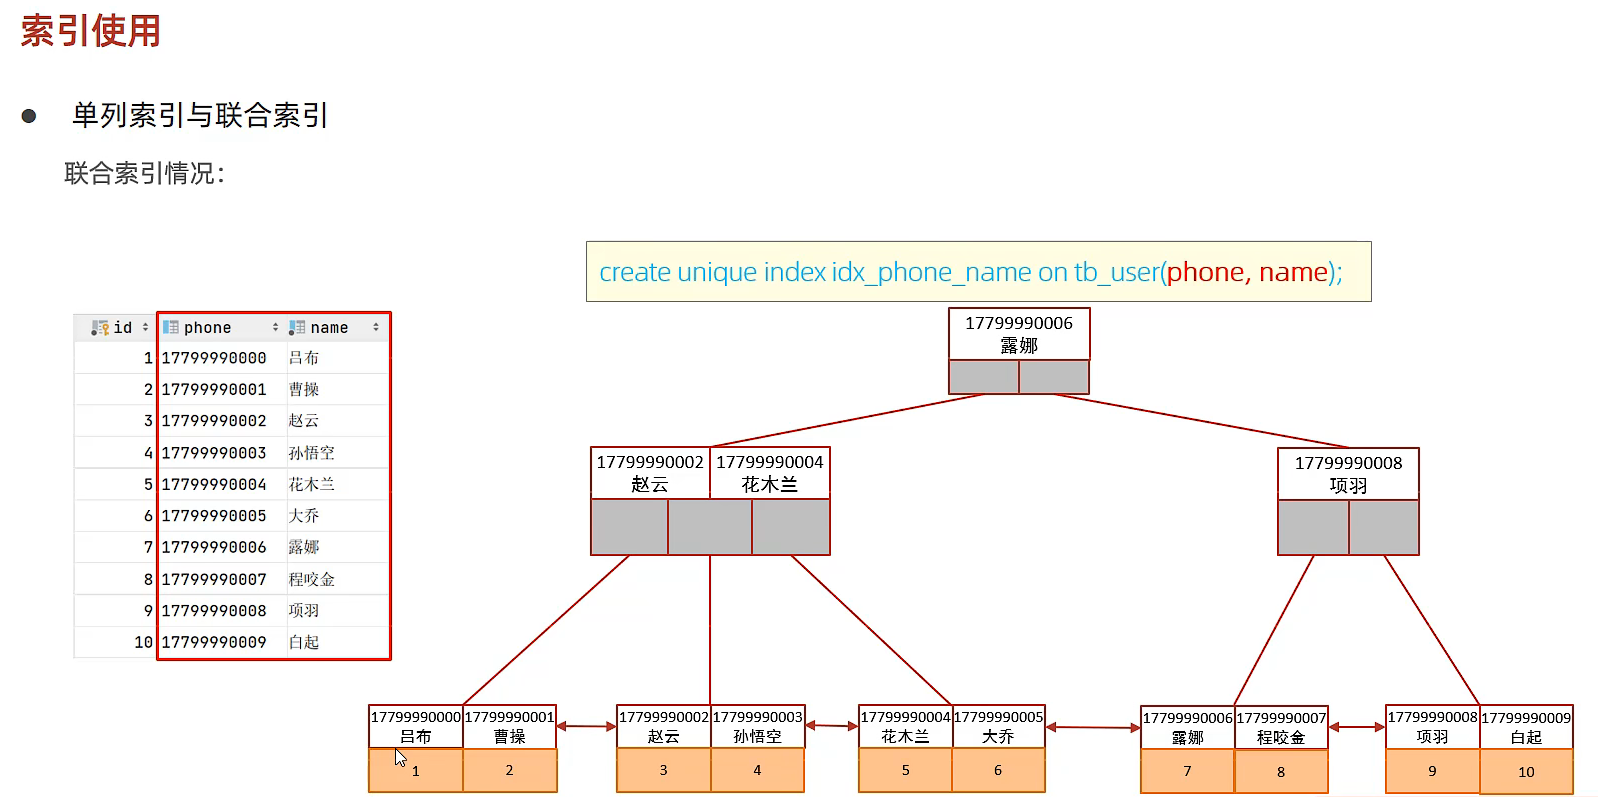 索引使用
● 单列索引与联合索引
联合索引情况：
create unique index idx_phone_name on tb_user(phone, name);
id phone name
1 17799990000 吕布
2 17799990001 曹操
3 17799990002 赵云
4 17799990003 孙悟空
5 17799990004 花木兰
6 17799990005 大乔
7 17799990006 露娜
8 17799990007 程咬金
9 17799990008 项羽
10 17799990009 白起
17799990006
露娜
17799990002 17799990004
赵云 花木兰
17799990008
项羽
17799990000 17799990001
吕布 曹操
1 2
17799990002 17799990003
赵云 孙悟空
3 4
17799990004 17799990005
花木兰 大乔
5 6
17799990006 17799990007
露娜 程咬金
7 8
17799990008 17799990009
项羽 白起
9 10